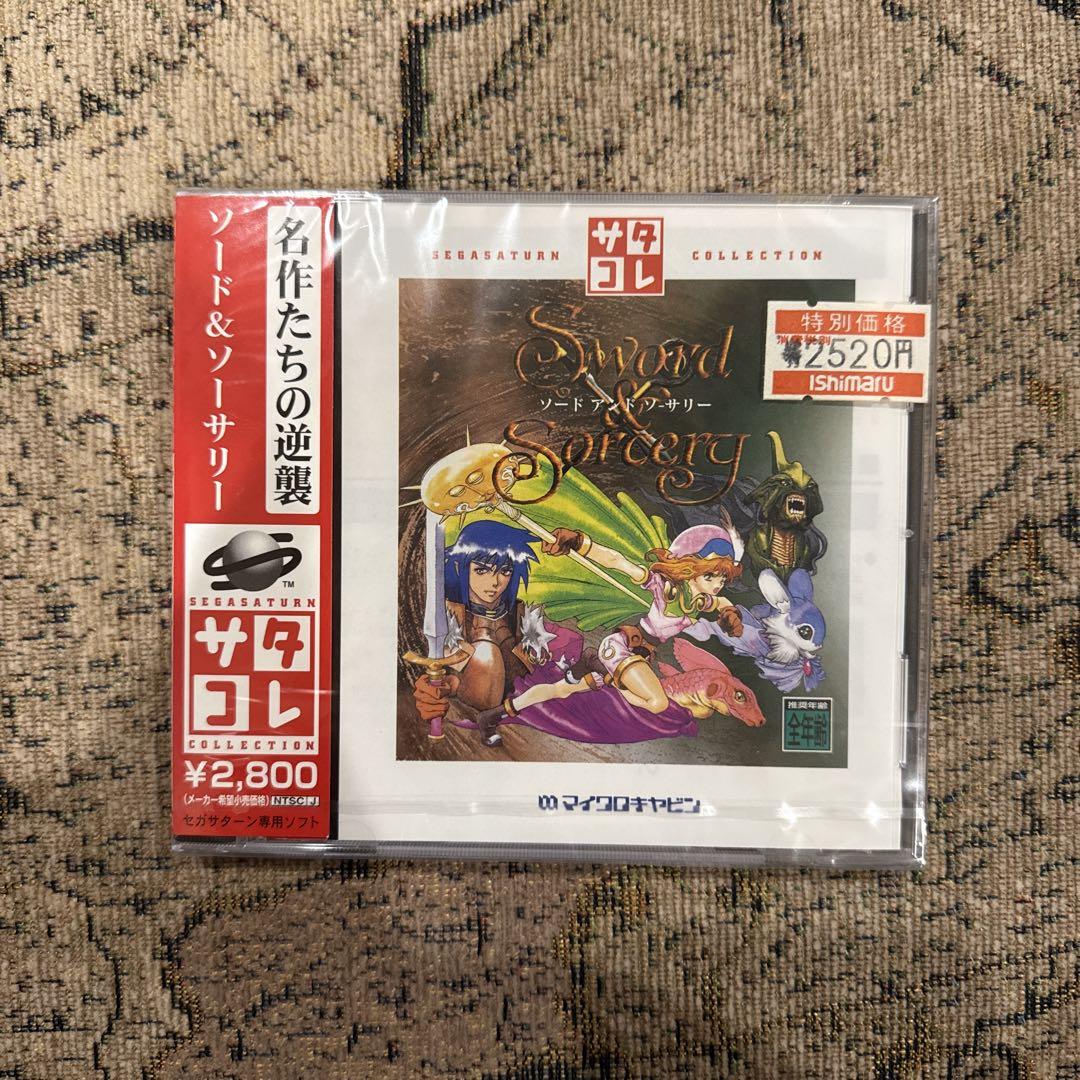 名作たちの逆襲
ソード&ソーサリー
TM
SEGASATURN
サタ
コレ
COLLECTION
¥2,800
(メーカー希望小売価格) NTSC J
セガサターン専用ソフト
SEGASATURN サタコレ COLLECTION
Sword
ソード アンド ソーサリー
&
Sorcery
推奨年齢
全年齢
マイクロキャビン
特別価格
2520円
Ishimaru